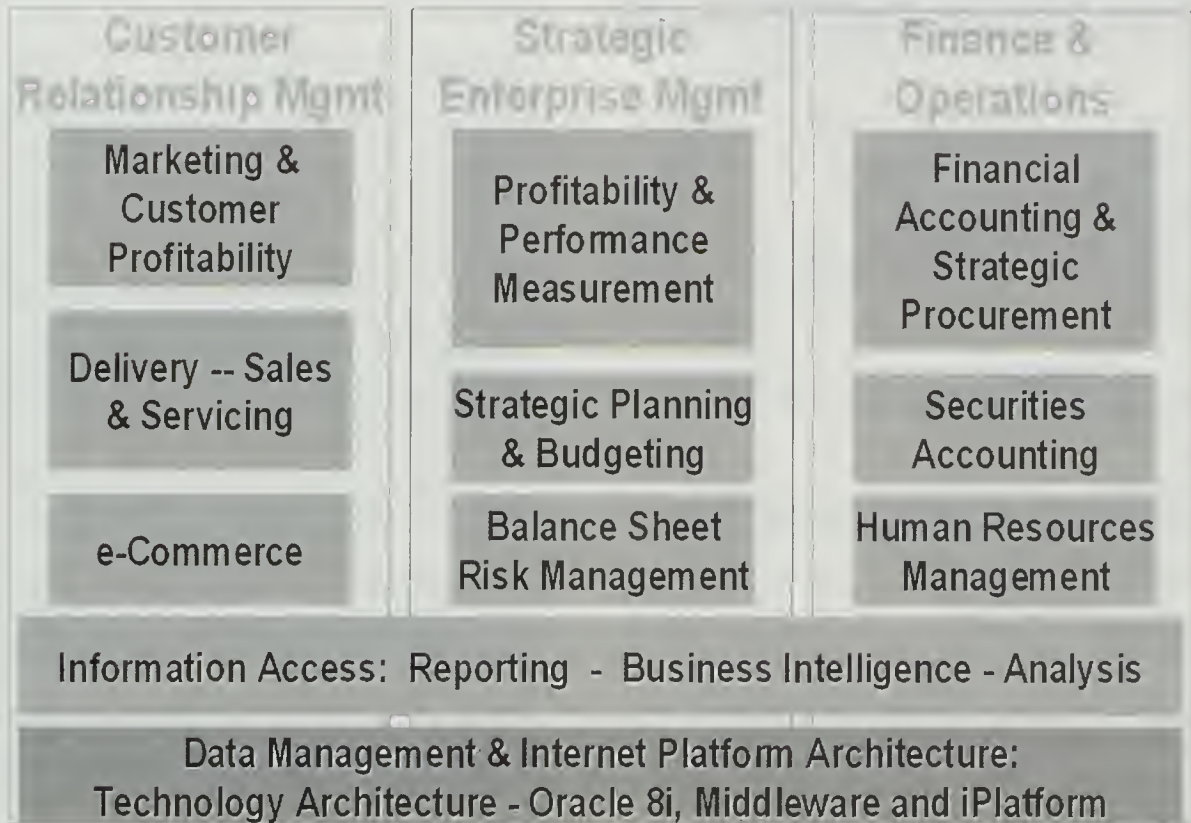 Customer
Relationship Mgmt
Marketing &
Customer
Profitability
Delivery -- Sales
& Servicing
e-Commerce
Strategic
Enterprise Mgmt
Profitability &
Performance
Measurement
Strategic Planning
& Budgeting
Balance Sheet
Risk Management
Finance &
Operations
Financial
Accounting &
Strategic
Procurement
Securities
Accounting
Human Resources
Management
Information Access: Reporting - Business Intelligence - Analysis
Data Management & Internet Platform Architecture:
Technology Architecture - Oracle 8i, Middleware and iPlatform